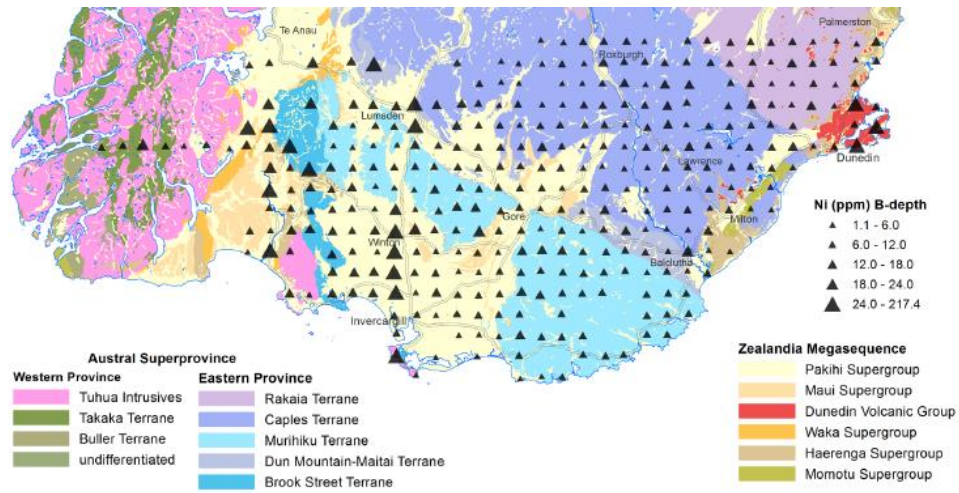 Te Anau
Palmerston
Roxburgh
Lumsden
Lawrence
Dunedin
Gore
Milton
Winton
Balclutha
Invercargill
Ni (ppm) B-depth
1.1 - 6.0
6.0 - 12.0
12.0 - 18.0
18.0 - 24.0
24.0 - 217.4
Austral Superprovince
Western Province
Tuhua Intrusives
Takaka Terrane
Buller Terrane
undifferentiated
Eastern Province
Rakaia Terrane
Caples Terrane
Murihiku Terrane
Dun Mountain-Maitai Terrane
Brook Street Terrane
Zealandia Megasequence
Pakihi Supergroup
Maui Supergroup
Dunedin Volcanic Group
Waka Supergroup
Haerenga Supergroup
Momotu Supergroup